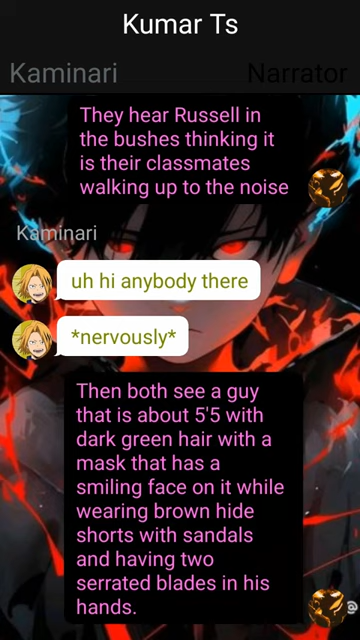 Kumar Ts
Kaminari
Narrator
They hear Russell in
the bushes thinking it
is their classmates
walking up to the noise
Kaminari
uh hi anybody there
*nervously*
Then both see a guy
that is about 5'5 with
dark green hair with a
mask that has a
smiling face on it while
wearing brown hide
shorts with sandals
and having two
serrated blades in his
hands.
@